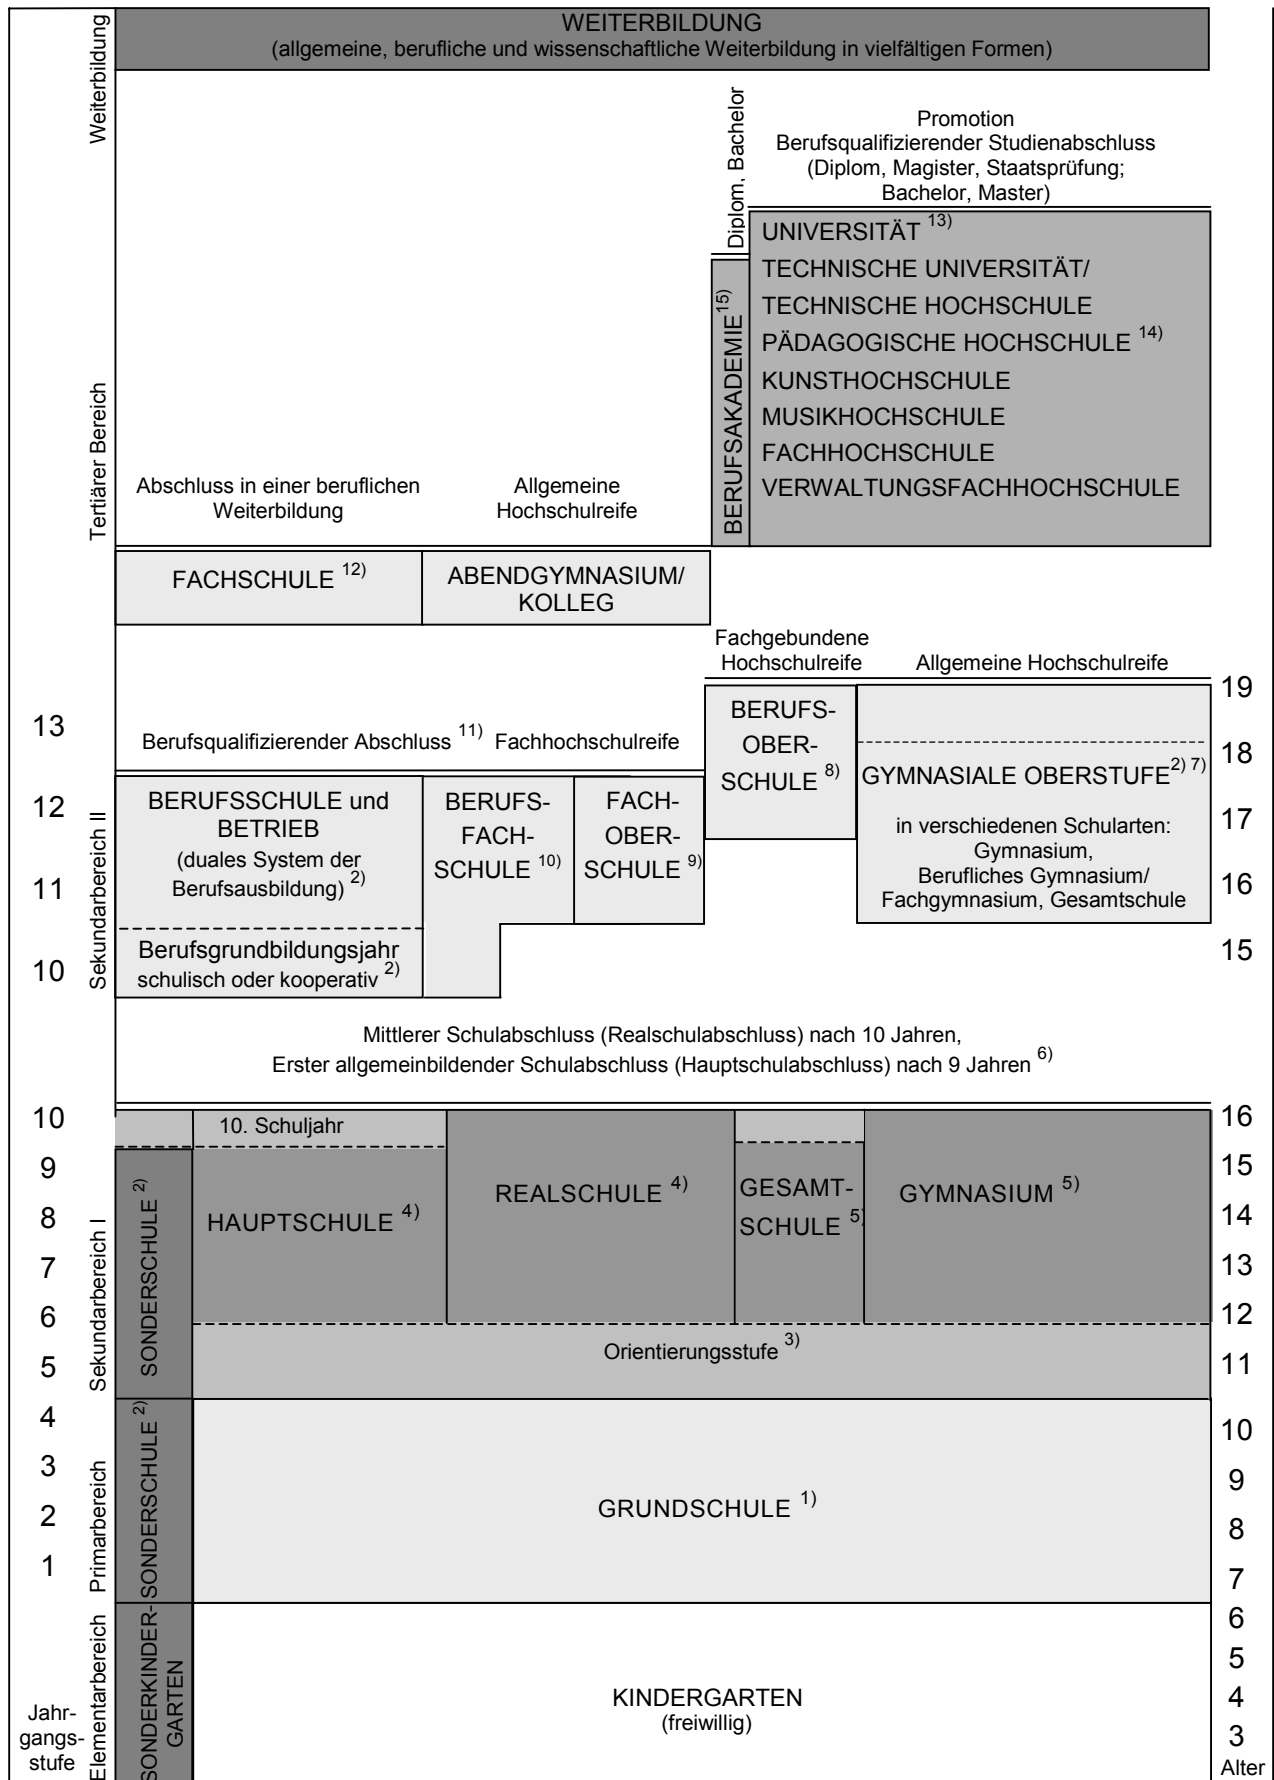 WEITERBILDUNG
(allgemeine, berufliche und wissenschaftliche Weiterbildung in vielfältigen Formen)
Weiterbildung
Diplom, Bachelor
Promotion
Berufsqualifizierender Studienabschluss
(Diplom, Magister, Staatsprüfung;
Bachelor, Master)
Tertiärer Bereich
BERUFSAKADEMIE 15)
UNIVERSITÄT 13)
TECHNISCHE UNIVERSITÄT/
TECHNISCHE HOCHSCHULE
PÄDAGOGISCHE HOCHSCHULE 14)
KUNSTHOCHSCHULE
MUSIKHOCHSCHULE
FACHHOCHSCHULE
VERWALTUNGSFACHHOCHSCHULE
Abschluss in einer beruflichen
Weiterbildung
Allgemeine
Hochschulreife
FACHSCHULE 12)
ABENDGYMNASIUM/
KOLLEG
Fachgebundene
Hochschulreife
Allgemeine Hochschulreife
Berufsqualifizierender Abschluss 11)
Fachhochschulreife
13
12
11
10
Sekundarbereich II
BERUFSSCHULE und
BETRIEB
(duales System der
Berufsausbildung) 2)
Berufsgrundbildungsjahr
schulisch oder kooperativ 2)
BERUFS-
FACH-
SCHULE 10)
FACH-
OBER-
SCHULE 9)
BERUFS-
OBER-
SCHULE 8)
GYMNASIALE OBERSTUFE 2) 7)
in verschiedenen Schularten:
Gymnasium,
Berufliches Gymnasium/
Fachgymnasium, Gesamtschule
19
18
17
16
15
Mittlerer Schulabschluss (Realschulabschluss) nach 10 Jahren,
Erster allgemeinbildender Schulabschluss (Hauptschulabschluss) nach 9 Jahren 6)
10
9
8
7
6
5
Sekundarbereich I
SONDERSCHULE 2)
10. Schuljahr
HAUPTSCHULE 4)
REALSCHULE 4)
GESAMT-
SCHULE 5)
GYMNASIUM 5)
Orientierungsstufe 3)
16
15
14
13
12
11
4
3
2
1
Primarbereich
SONDERSCHULE 2)
GRUNDSCHULE 1)
10
9
8
7
Elementarbereich
SONDERKINDER-
GARTEN
KINDERGARTEN
(freiwillig)
6
5
4
3
Jahr-
gangs-
stufe
Alter